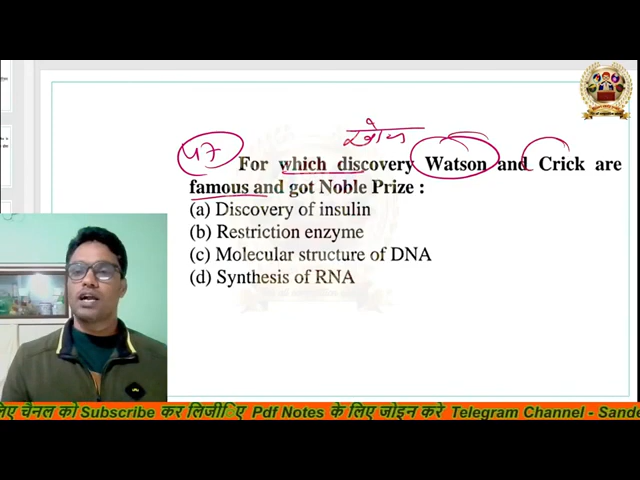 खोज
47
For which discovery Watson and Crick are
famous and got Noble Prize :
(a) Discovery of insulin
(b) Restriction enzyme
(c) Molecular structure of DNA
(d) Synthesis of RNA
लिए चैनल को Subscribe कर लिजीिए Pdf Notes के लिए जोइन करे Telegram Channel - Sande